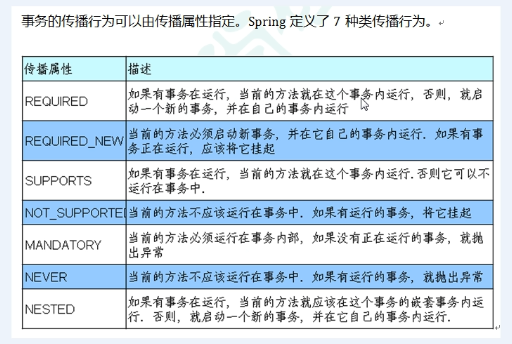 事务的传播行为可以由传播属性指定。Spring 定义了 7 种类传播行为。
传播属性 描述
REQUIRED 如果有事务在运行，当前的方法就在这个事务内运行，否则，就启
动一个新的事务，并在自己的事务内运行
REQUIRED_NEW 当前的方法必须启动新事务，并在它自己的事务内运行．如果有事
务正在运行，应该将它挂起
SUPPORTS 如果有事务在运行，当前的方法就在这个事务内运行．否则它可以不
运行在事务中．
NOT_SUPPORTED 当前的方法不应该运行在事务中．如果有运行的事务，将它挂起
MANDATORY 当前的方法必须运行在事务内部，如果没有正在运行的事务，就抛
出异常
NEVER 当前的方法不应该运行在事务中．如果有运行的事务，就抛出异常
NESTED 如果有事务在运行，当前的方法就应该在这个事务的嵌套事务内运
行．否则，就启动一个新的事务，并在它自己的事务内运行．